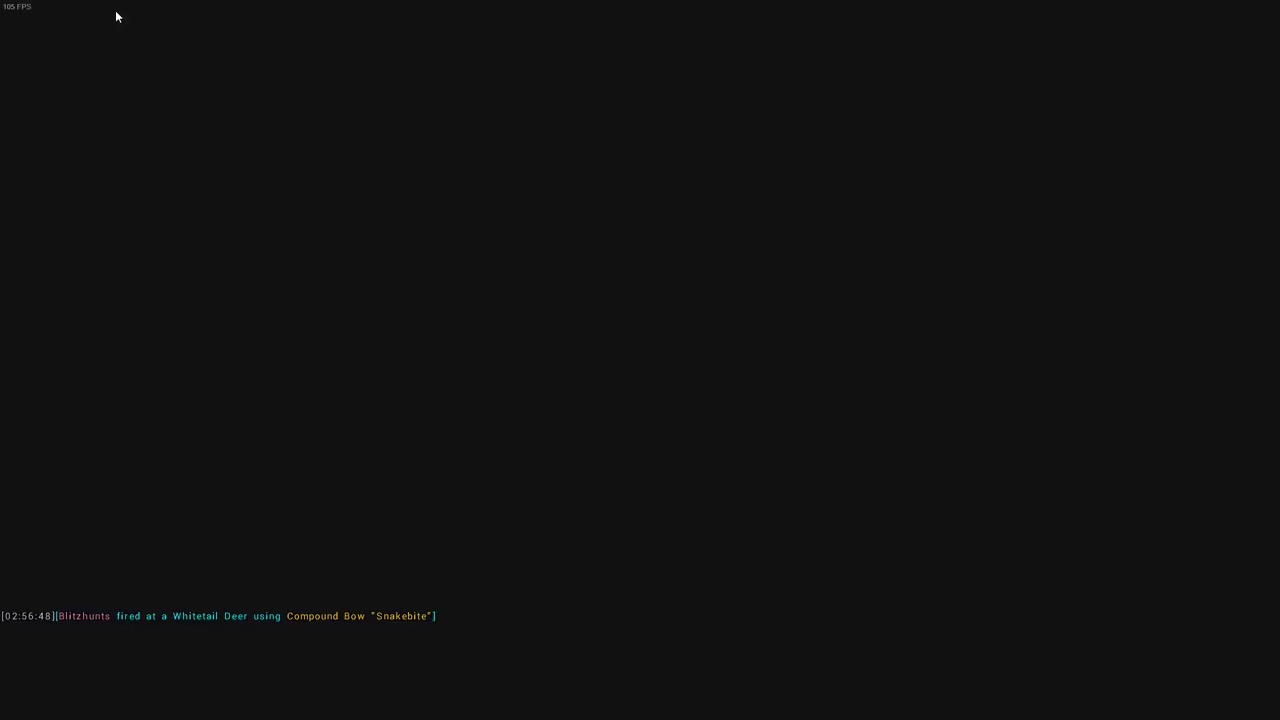 105 FPS
[02:56:48][Blitzhunts fired at a Whitetail Deer using Compound Bow "Snakebite"]